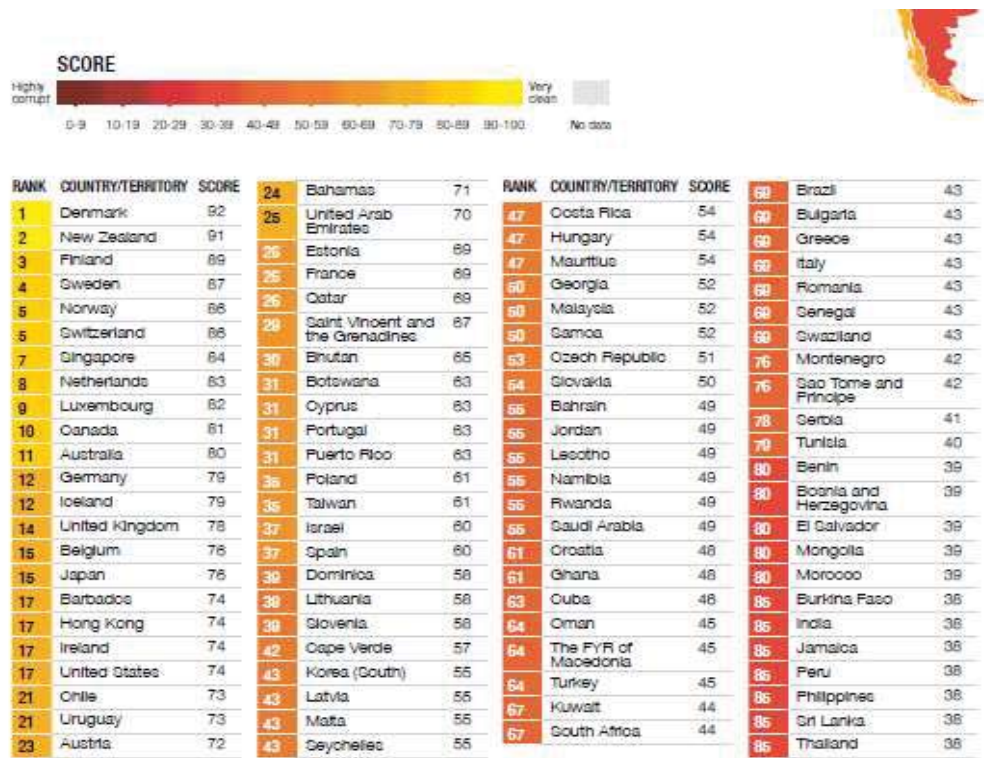 SCORE
Highly corrupt
Very clean
0-9 10-19 20-29 30-39 40-49 50-59 60-69 70-79 80-89 90-100 No data
RANK COUNTRY/TERRITORY SCORE
1 Denmark 92
2 New Zealand 91
3 Finland 89
4 Sweden 87
5 Norway 86
5 Switzerland 86
7 Singapore 84
8 Netherlands 83
9 Luxembourg 82
10 Canada 81
11 Australia 80
12 Germany 79
12 Iceland 79
14 United Kingdom 78
15 Belgium 76
15 Japan 76
17 Barbados 74
17 Hong Kong 74
17 Ireland 74
17 United States 74
21 Chile 73
21 Uruguay 73
23 Austria 72
24 Bahamas 71
25 United Arab 70
Emirates
26 Estonia 69
26 France 69
26 Qatar 69
29 Saint Vincent and 67
the Grenadines
30 Bhutan 65
31 Botswana 63
31 Cyprus 63
31 Portugal 63
31 Puerto Rico 63
35 Poland 61
35 Taiwan 61
37 Israel 60
37 Spain 60
39 Dominica 58
39 Lithuania 58
39 Slovenia 58
42 Cape Verde 57
43 Korea (South) 55
43 Latvia 55
43 Malta 55
43 Seychelles 55
RANK COUNTRY/TERRITORY SCORE
47 Costa Rica 54
47 Hungary 54
47 Mauritius 54
50 Georgia 52
50 Malaysia 52
50 Samoa 52
53 Czech Republic 51
54 Slovakia 50
55 Bahrain 49
55 Jordan 49
55 Lesotho 49
55 Namibia 49
55 Rwanda 49
55 Saudi Arabia 49
61 Croatia 48
61 Ghana 48
63 Cuba 46
64 Oman 45
64 The FYR of 45
Macedonia
64 Turkey 45
67 Kuwait 44
67 South Africa 44
69 Brazil 43
69 Bulgaria 43
69 Greece 43
69 Italy 43
69 Romania 43
69 Senegal 43
69 Swaziland 43
76 Montenegro 42
76 Sao Tome and 42
Principe
78 Serbia 41
79 Tunisia 40
80 Benin 39
80 Bosnia and 39
Herzegovina
80 El Salvador 39
80 Mongolia 39
80 Morocco 39
85 Burkina Faso 38
85 India 38
85 Jamaica 38
85 Peru 38
85 Philippines 38
85 Sri Lanka 38
85 Thailand 38